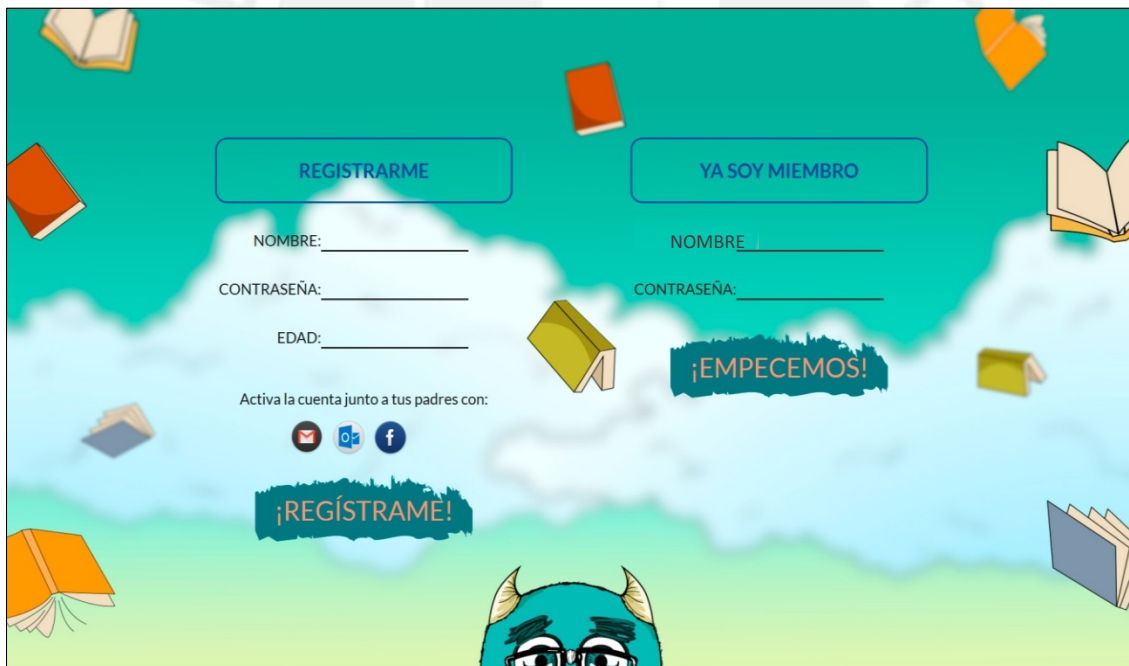 REGISTRARME
NOMBRE:
CONTRASEÑA:
EDAD:
Activa la cuenta junto a tus padres con:
¡REGÍSTRAME!
YA SOY MIEMBRO
NOMBRE
CONTRASEÑA:
¡EMPECEMOS!